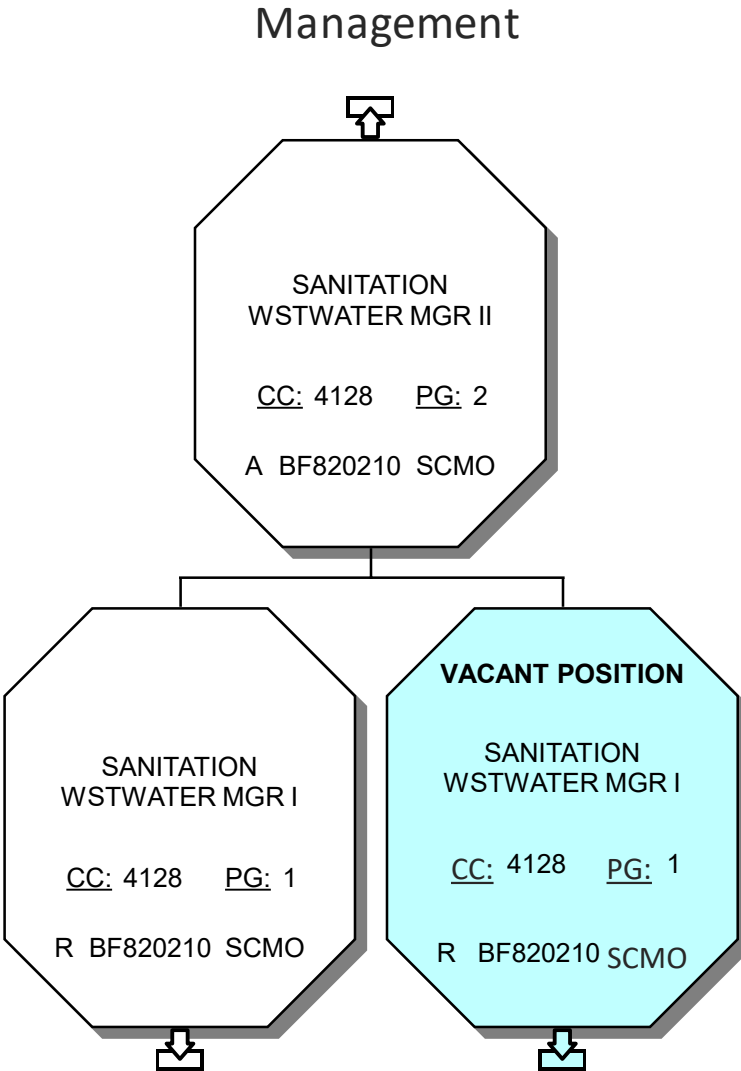 Management
SANITATION
WSTWATER MGR II
CC: 4128 PG: 2
A BF820210 SCMO
SANITATION
WSTWATER MGR I
CC: 4128 PG: 1
R BF820210 SCMO
VACANT POSITION
SANITATION
WSTWATER MGR I
CC: 4128 PG: 1
R BF820210 SCMO